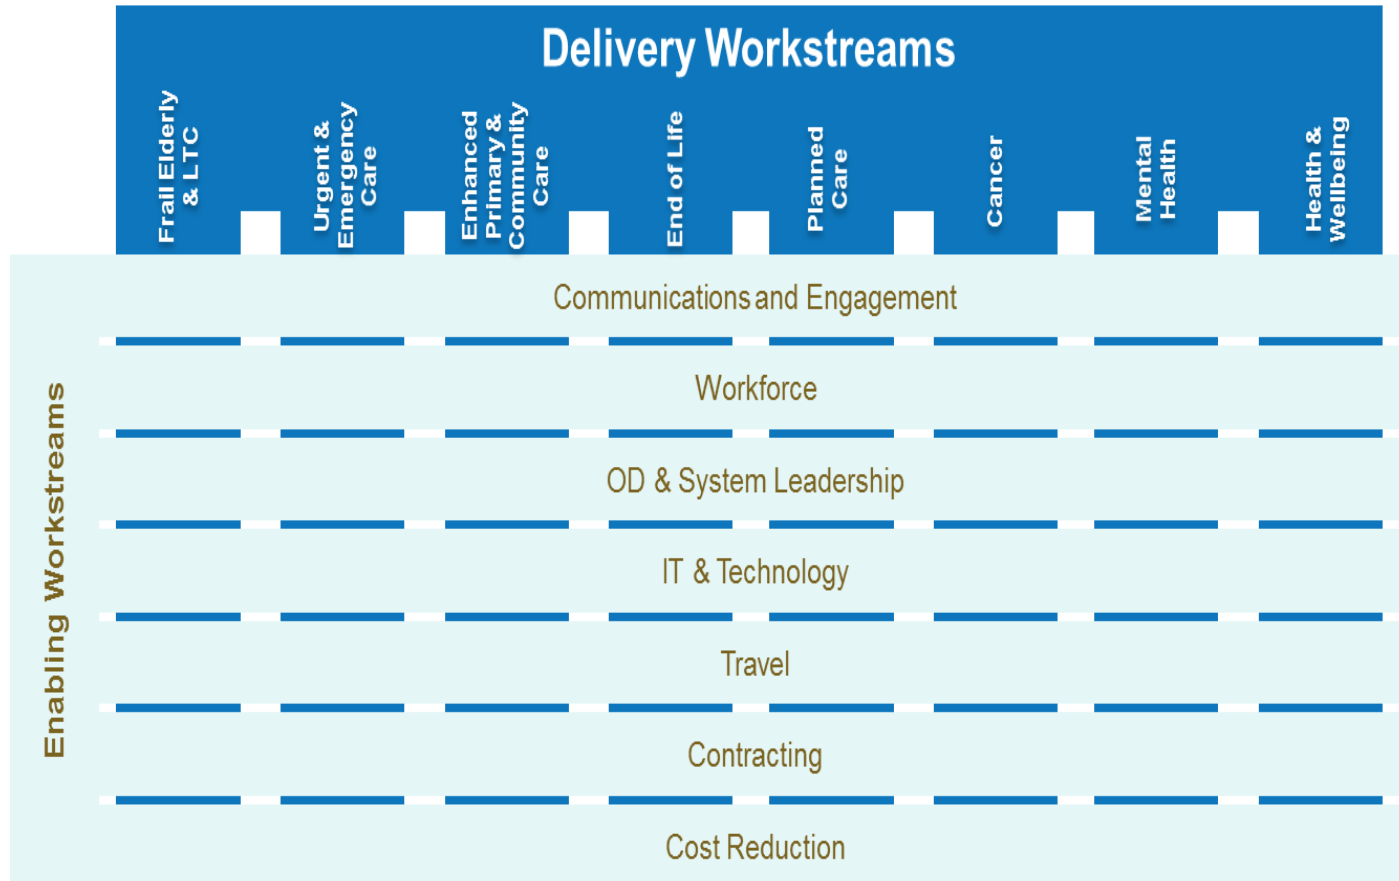 Delivery Workstreams
Frail Elderly
& LTC
Urgent &
Emergency
Care
Enhanced
Primary &
Community
Care
End of Life
Planned
Care
Cancer
Mental
Health
Health &
Wellbeing
Enabling Workstreams
Communications and Engagement
Workforce
OD & System Leadership
IT & Technology
Travel
Contracting
Cost Reduction